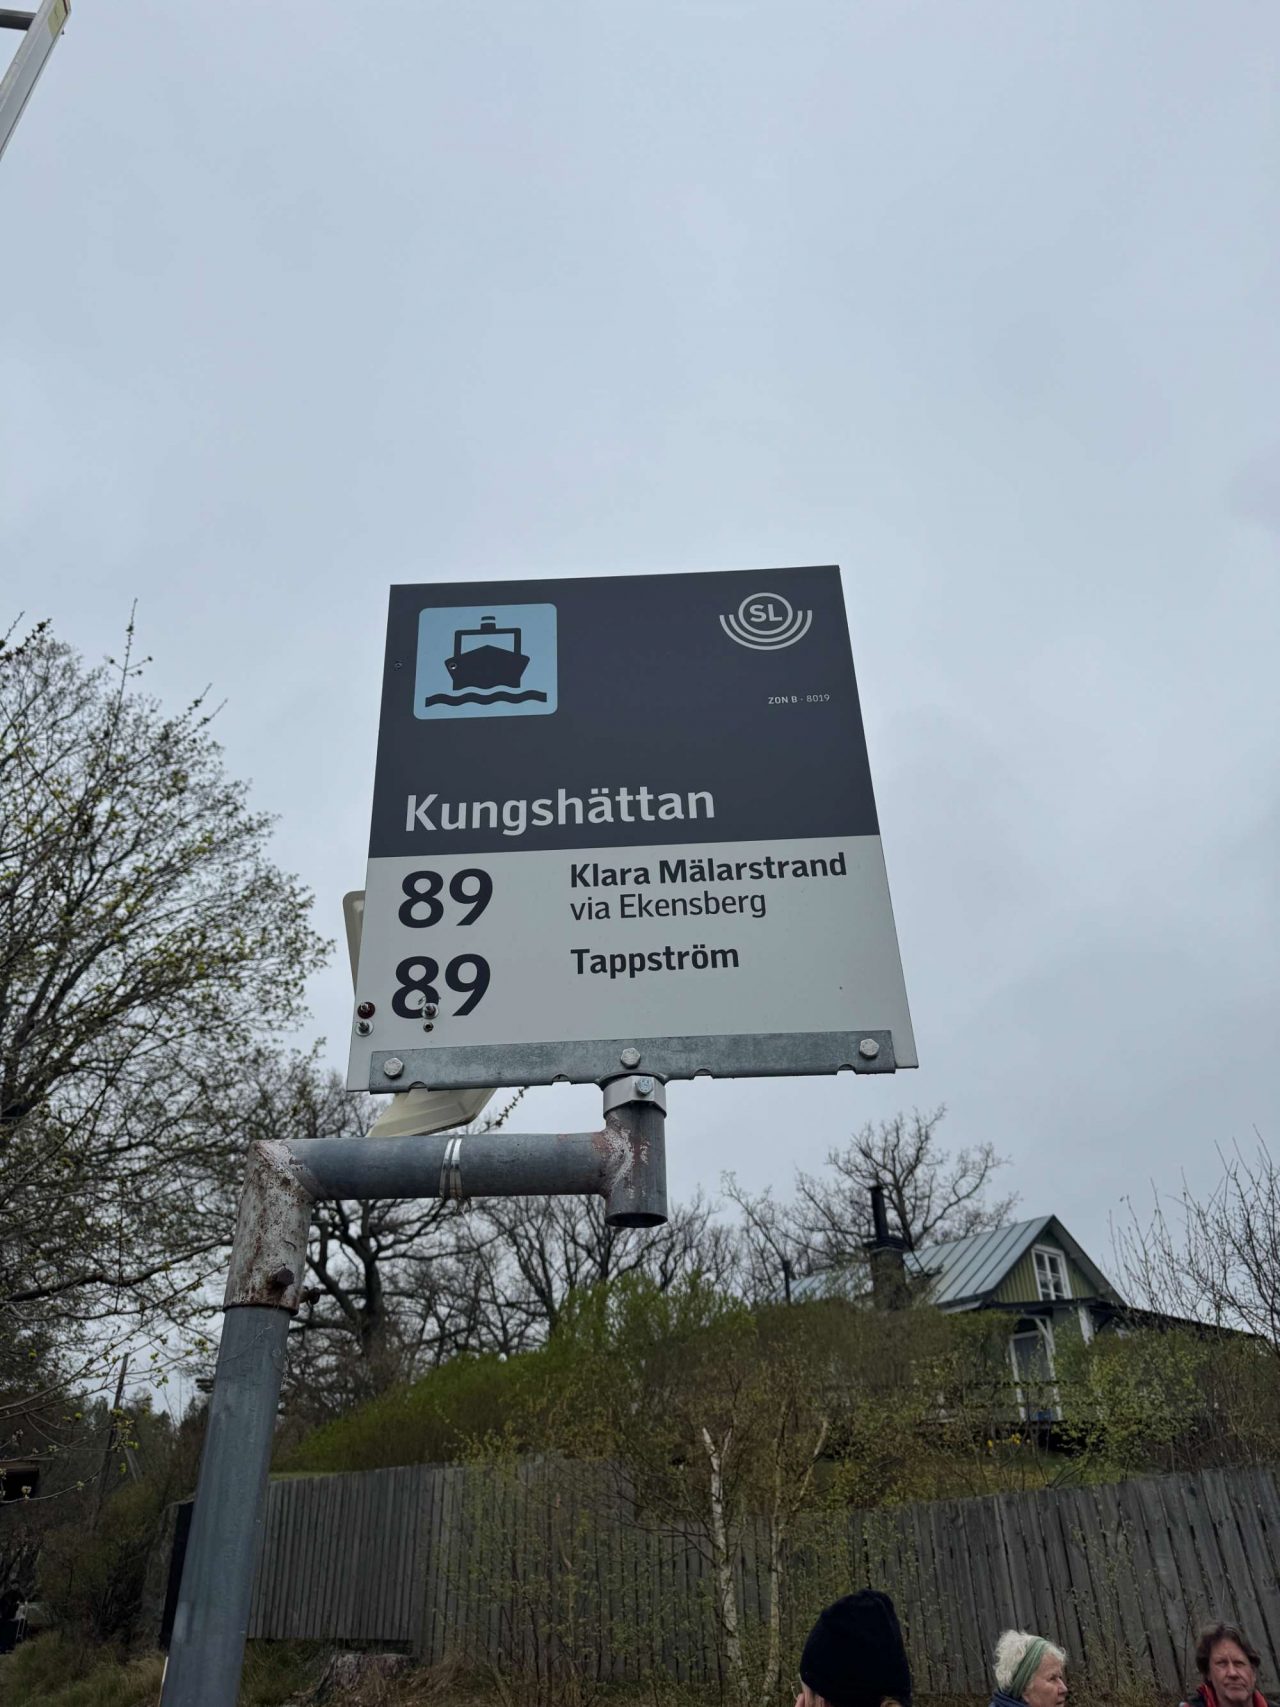 SL
ZON B - 8019
Kungshättan
89 Klara Mälarstrand
via Ekensberg
89 Tappström